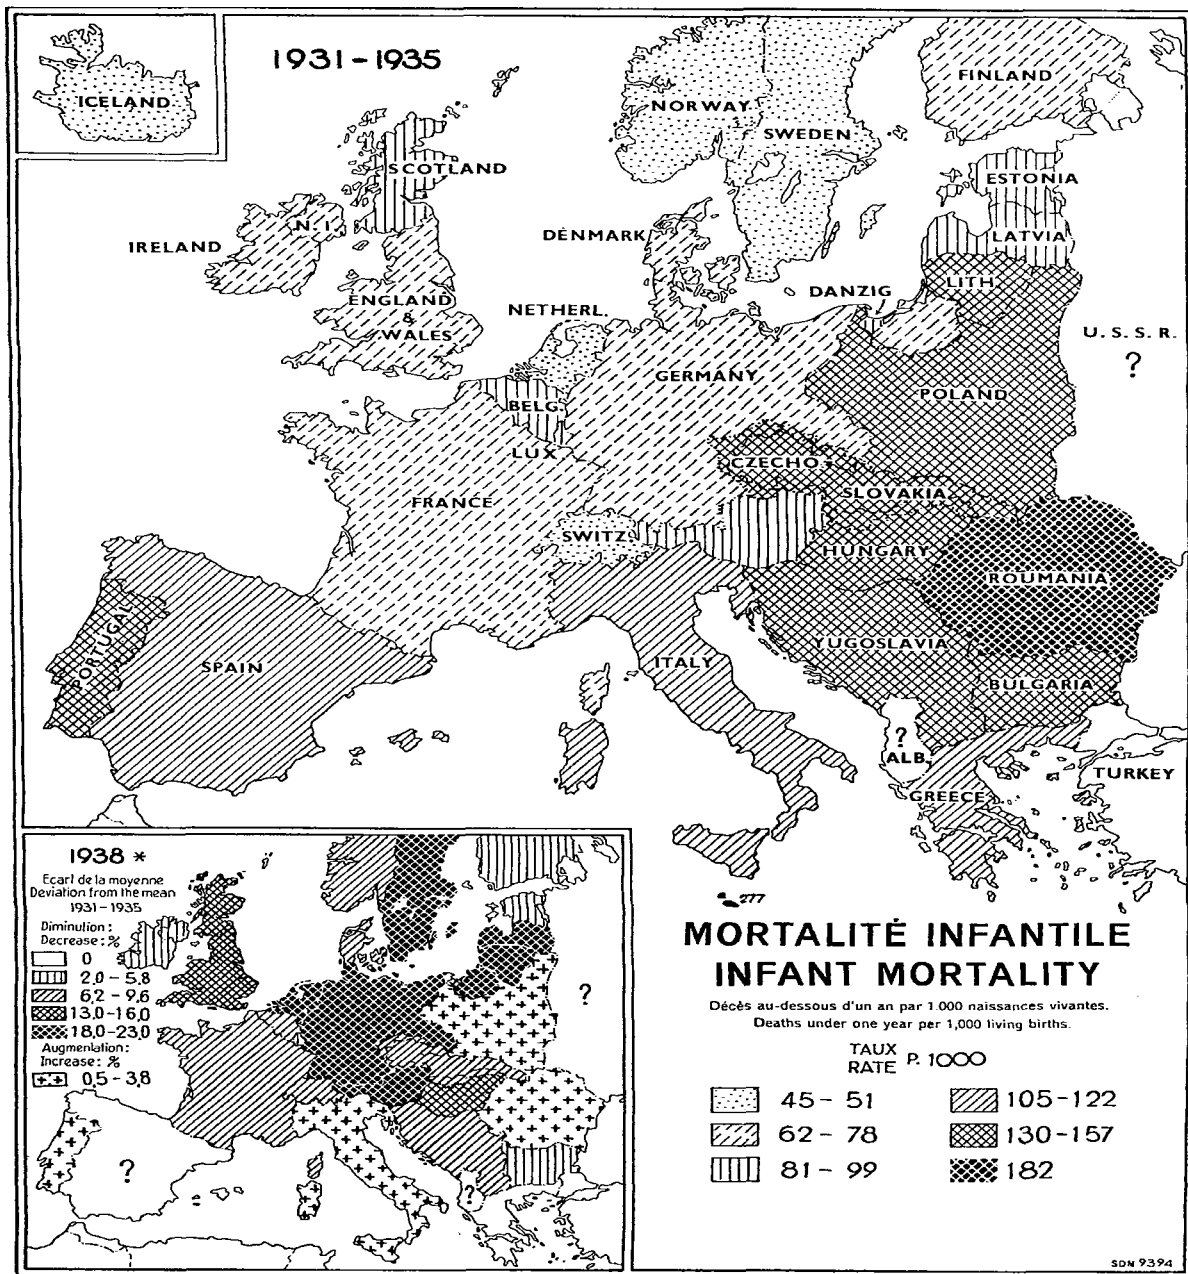 1931-1935
ICELAND
NORWAY
SWEDEN
FINLAND
SCOTLAND
ESTONIA
N. I.
IRELAND
DENMARK
LATVIA
ENGLAND
&
WALES
NETHERL.
DANZIG
LITH
U. S. S. R.
?
GERMANY
POLAND
BELG.
LUX
CZECHO.
SLOVAKIA
FRANCE
SWITZ.
HUNGARY
ROUMANIA
PORTUGAL
SPAIN
ITALY
YUGOSLAVIA
BULGARIA
?
ALB.
TURKEY
GREECE
277
1938 *
Ecart de la moyenne
Deviation from the mean
1931-1935
Diminution:
Decrease: %
0
2,0-5,8
6,2-9,6
13,0-16,0
18,0-23,0
Augmentation:
Increase: %
0,5-3,8
?
?
?
MORTALITÉ INFANTILE
INFANT MORTALITY
Décès au-dessous d'un an par 1.000 naissances vivantes.
Deaths under one year per 1,000 living births.
TAUX
RATE P. 1000
45-51
62-78
81-99
105-122
130-157
182
SDN 9394